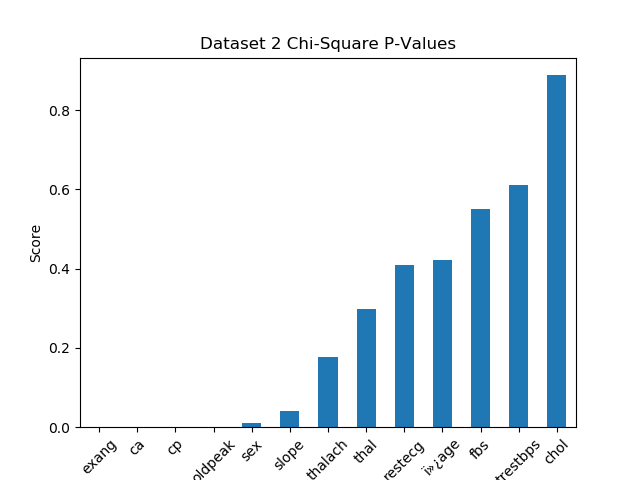 Dataset 2 Chi-Square P-Values
Score
0.8
0.6
0.4
0.2
0.0
exang
ca
cp
oldpeak
sex
slope
thalach
thal
restecg
ï»¿age
fbs
trestbps
chol